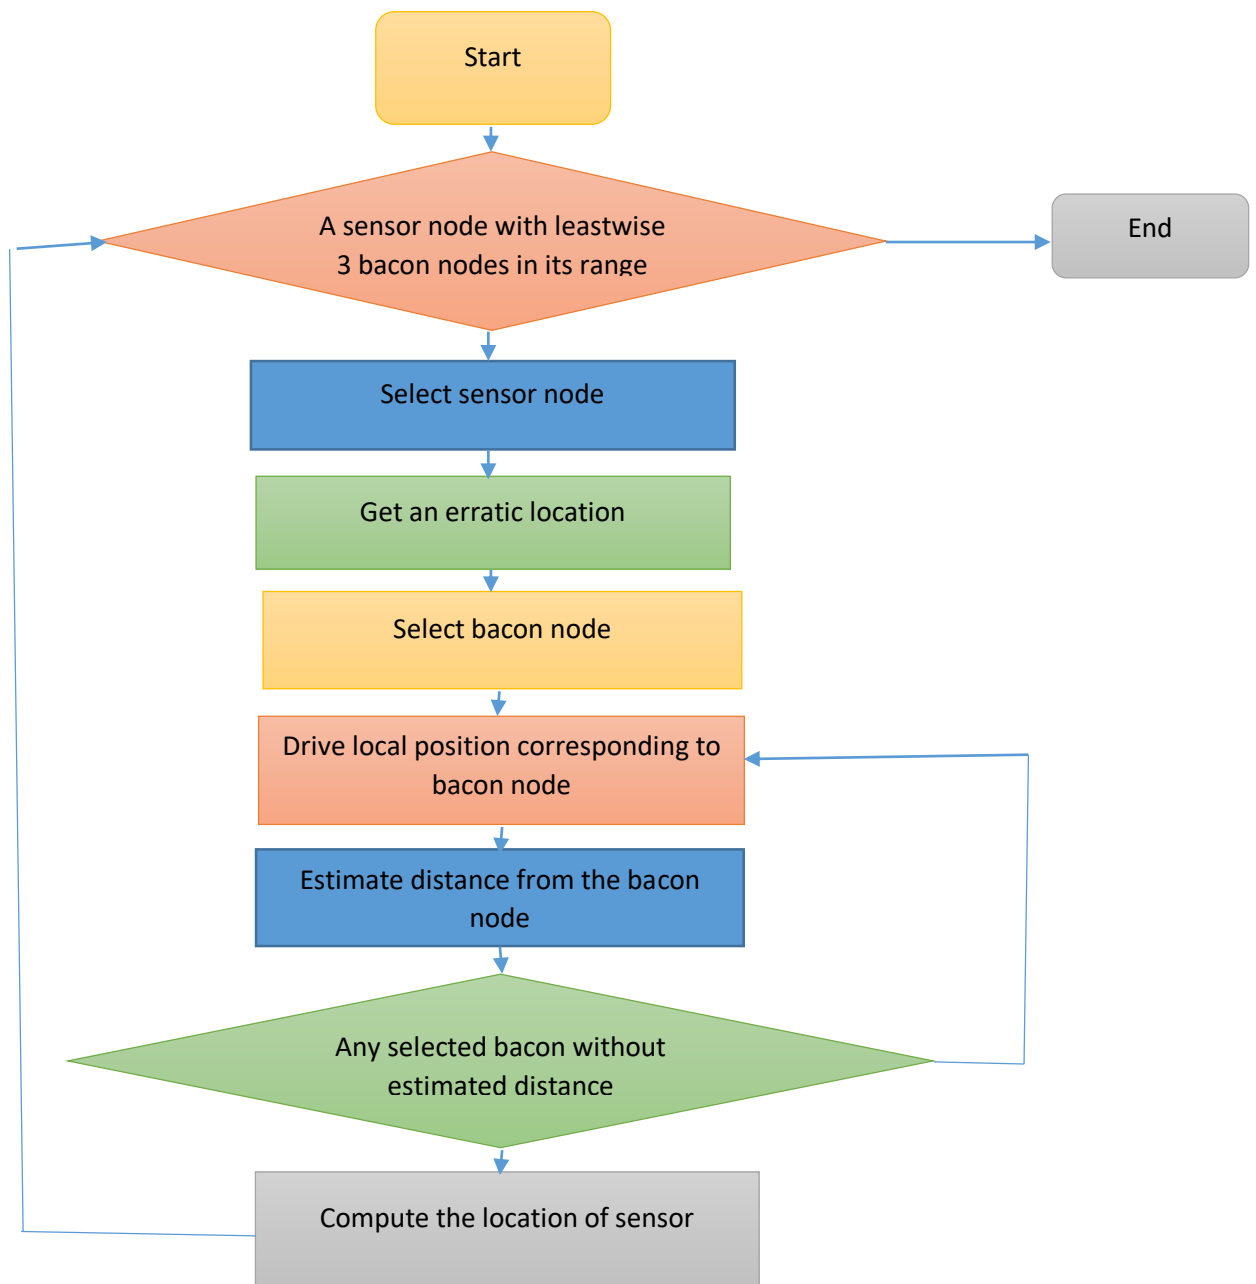 Start
A sensor node with leastwise
3 bacon nodes in its range
End
Select sensor node
Get an erratic location
Select bacon node
Drive local position corresponding to
bacon node
Estimate distance from the bacon
node
Any selected bacon without
estimated distance
Compute the location of sensor